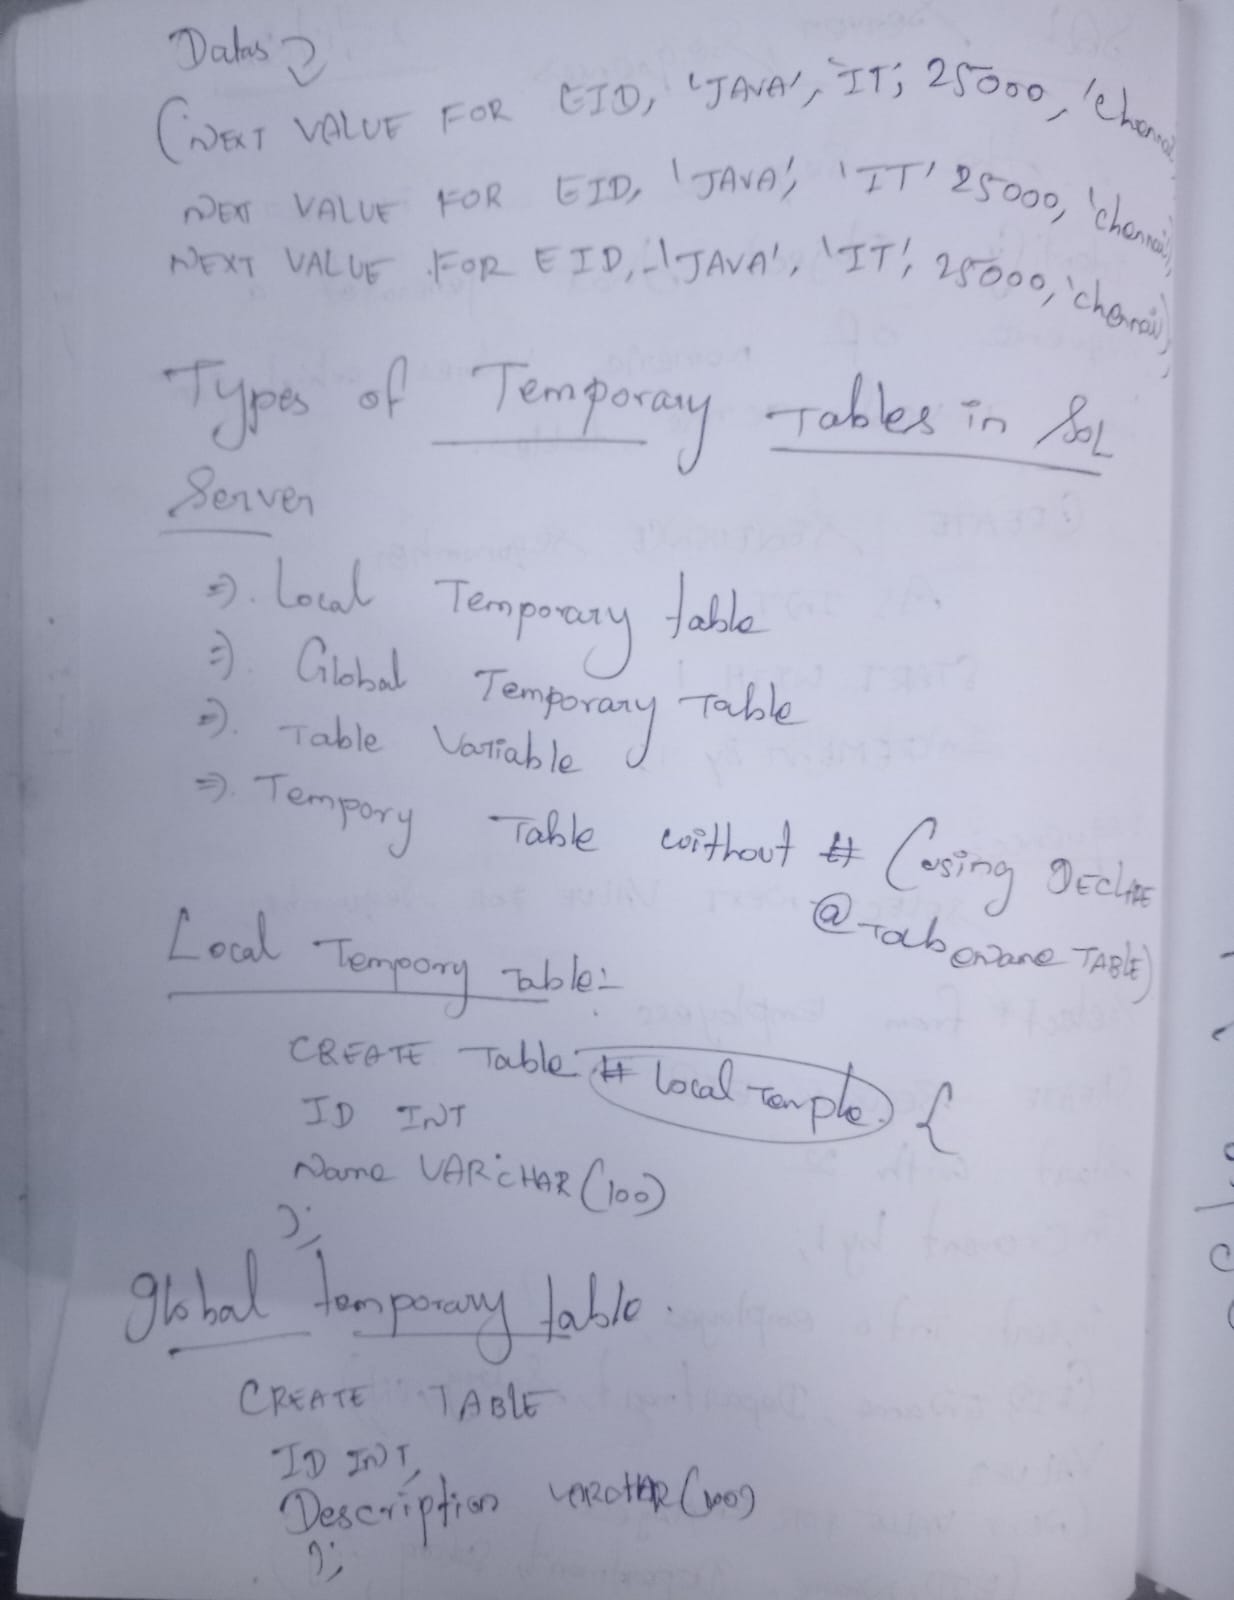 Datas
(NEXT VALUE FOR EID, 'JAVA', 'IT', 25000, 'chennai
NEXT VALUE FOR EID, 'JAVA', 'IT' 25000, 'chennai),
NEXT VALUE FOR EID, 'JAVA', 'IT', 25000, 'chennai),
Types of Temporary Tables in SQL
Server
⇒. Local Temporary table
⇒. Global Temporary Table
⇒. Table Variable
⇒. Tempory Table without # (using DECLARE
@ TABLE)
Local Tempory Table:-
CREATE Table # Local {
ID INT
Name VARCHAR (100)
);
Global temporary table.
CREATE TABLE
ID INT,
Description VARCHAR (100)
);